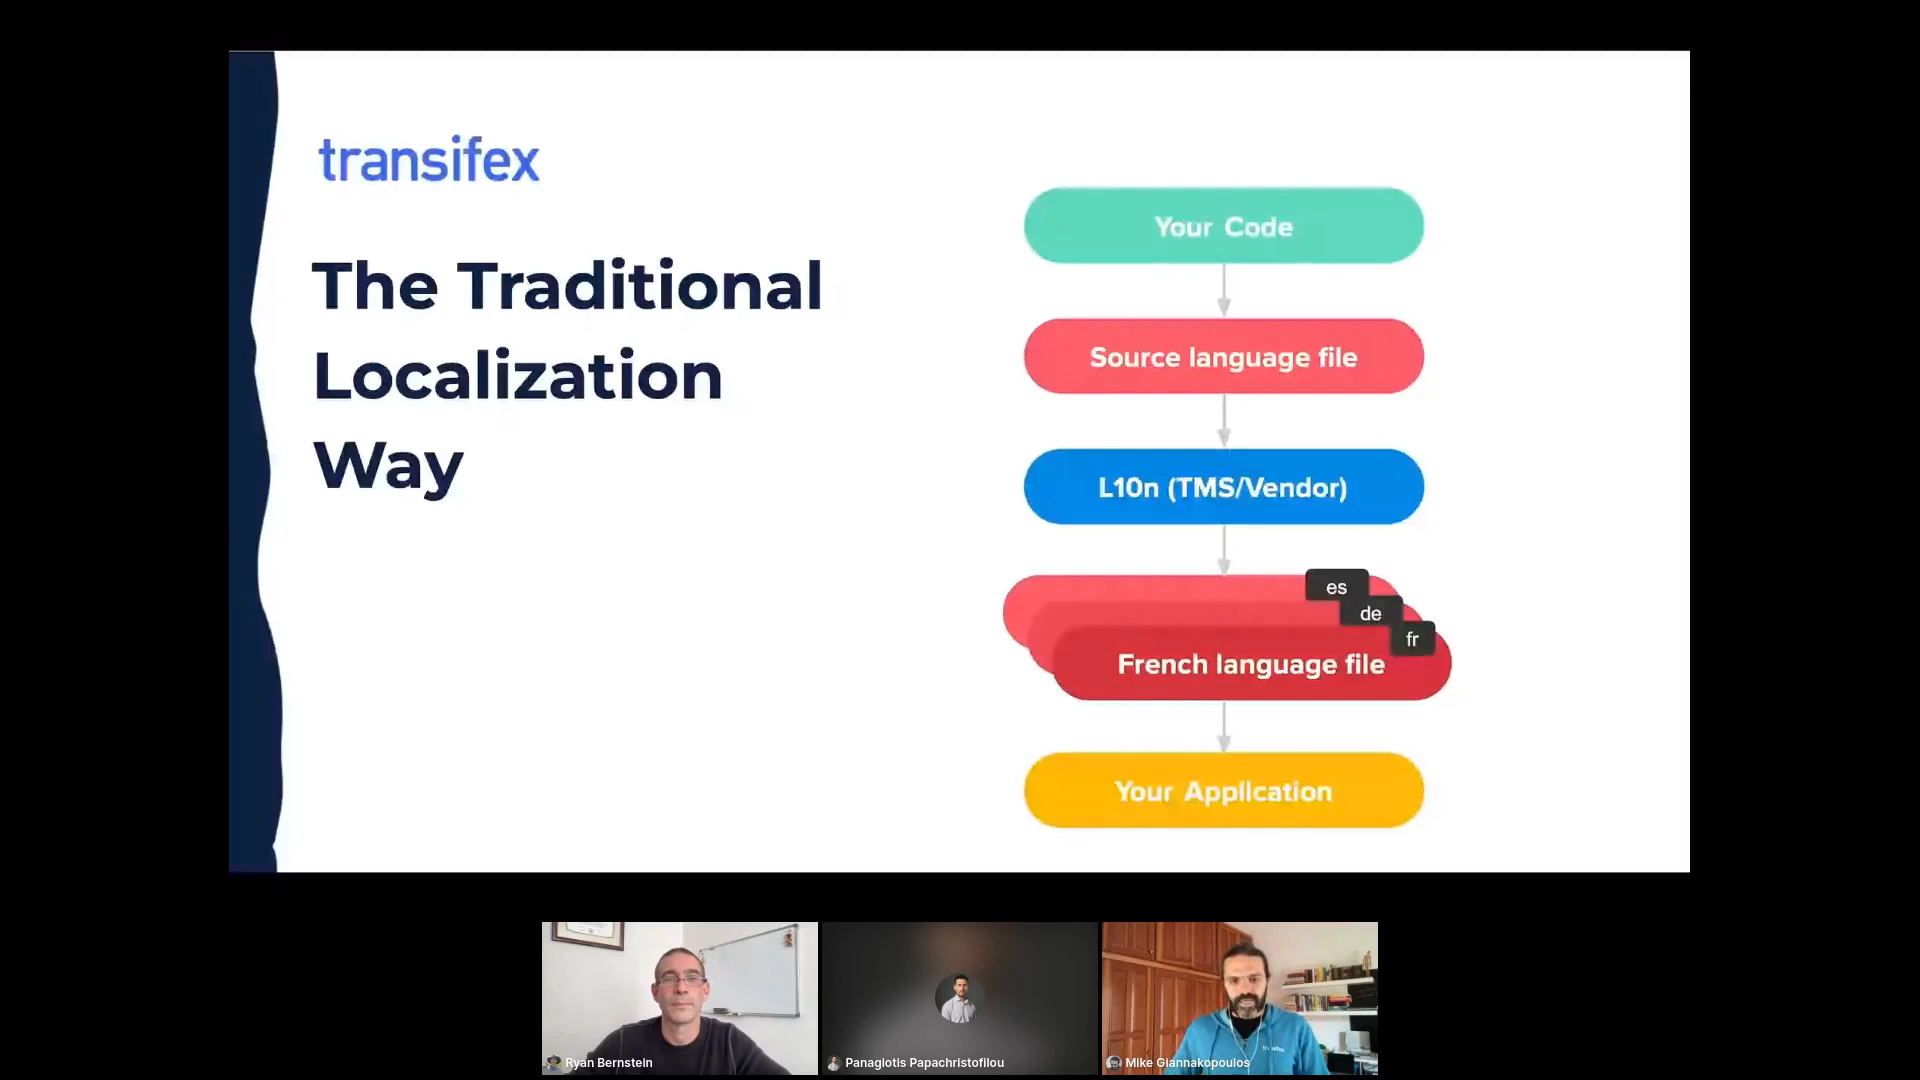 transifex
The Traditional
Localization
Way
Your Code
Source language file
L10n (TMS/Vendor)
es
de
fr
French language file
Your Application
Ryan Bernstein
Panagiotis Papachristofilou
Mike Giannakopoulos